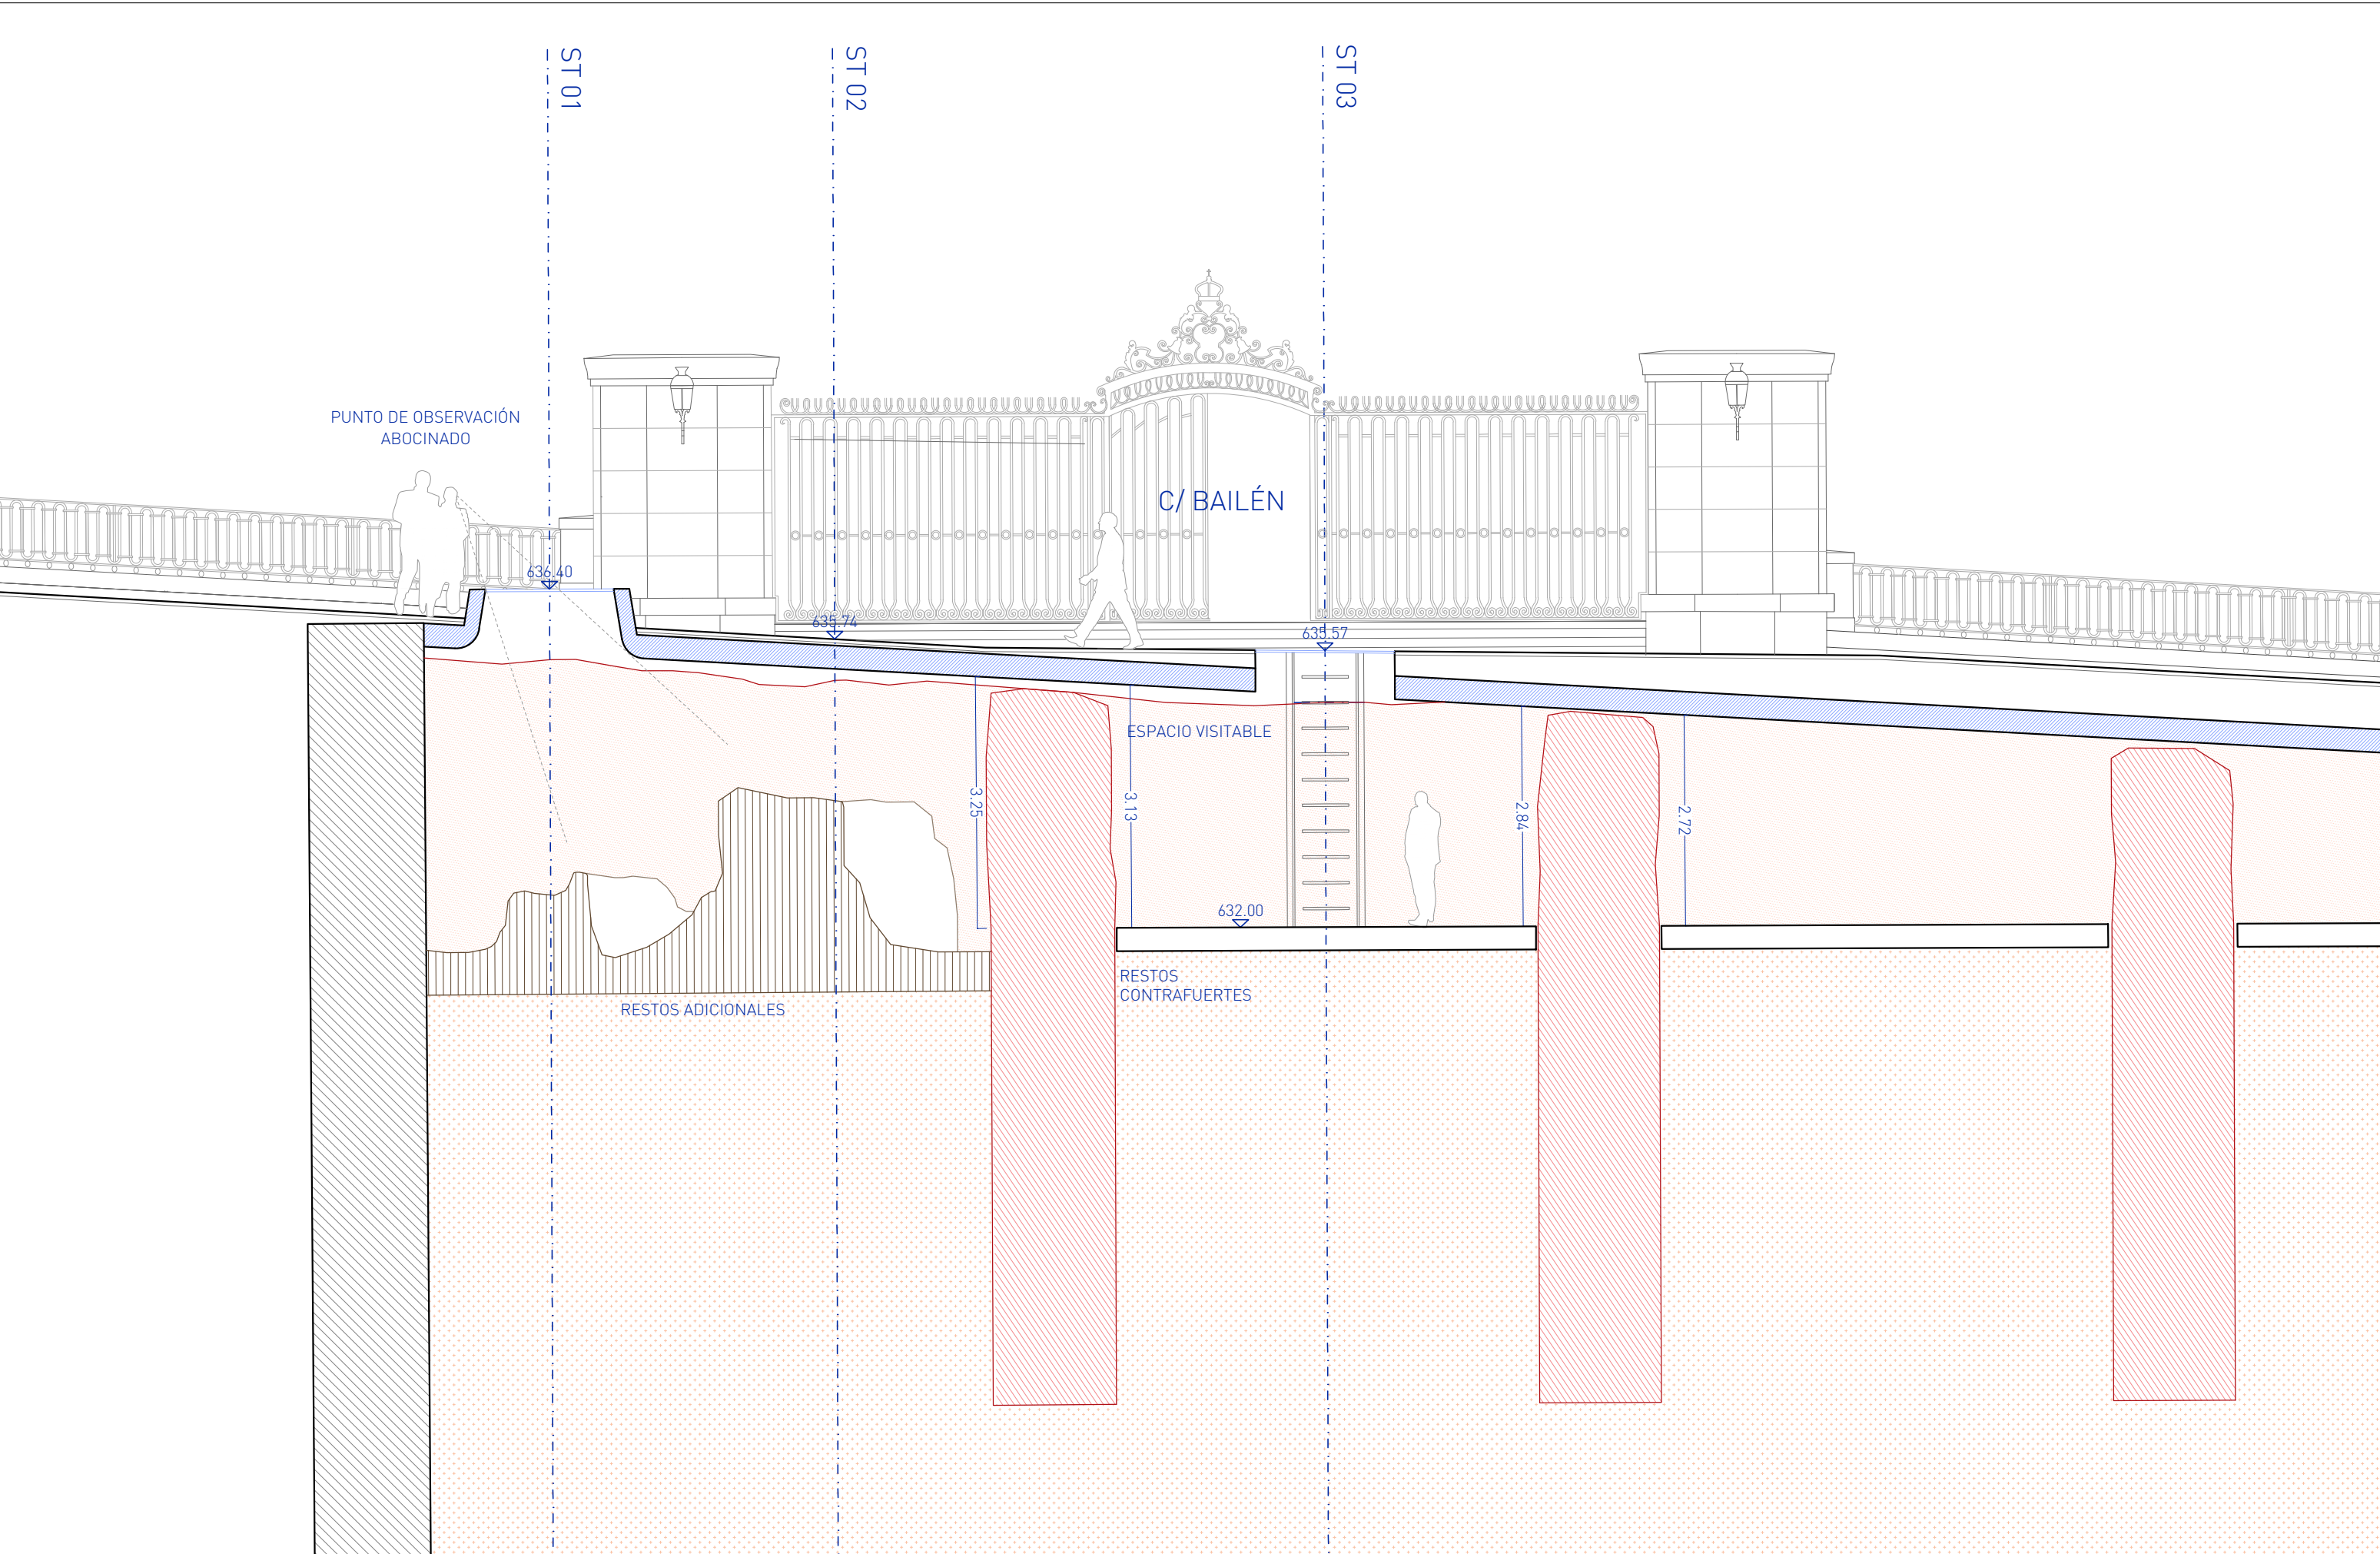 ST 01
ST 02
ST 03
PUNTO DE OBSERVACIÓN
ABOCINADO
C/ BAILÉN
636.40
635.74
635.57
ESPACIO VISITABLE
3.25
3.13
2.84
2.72
632.00
RESTOS
CONTRAFUERTES
RESTOS ADICIONALES